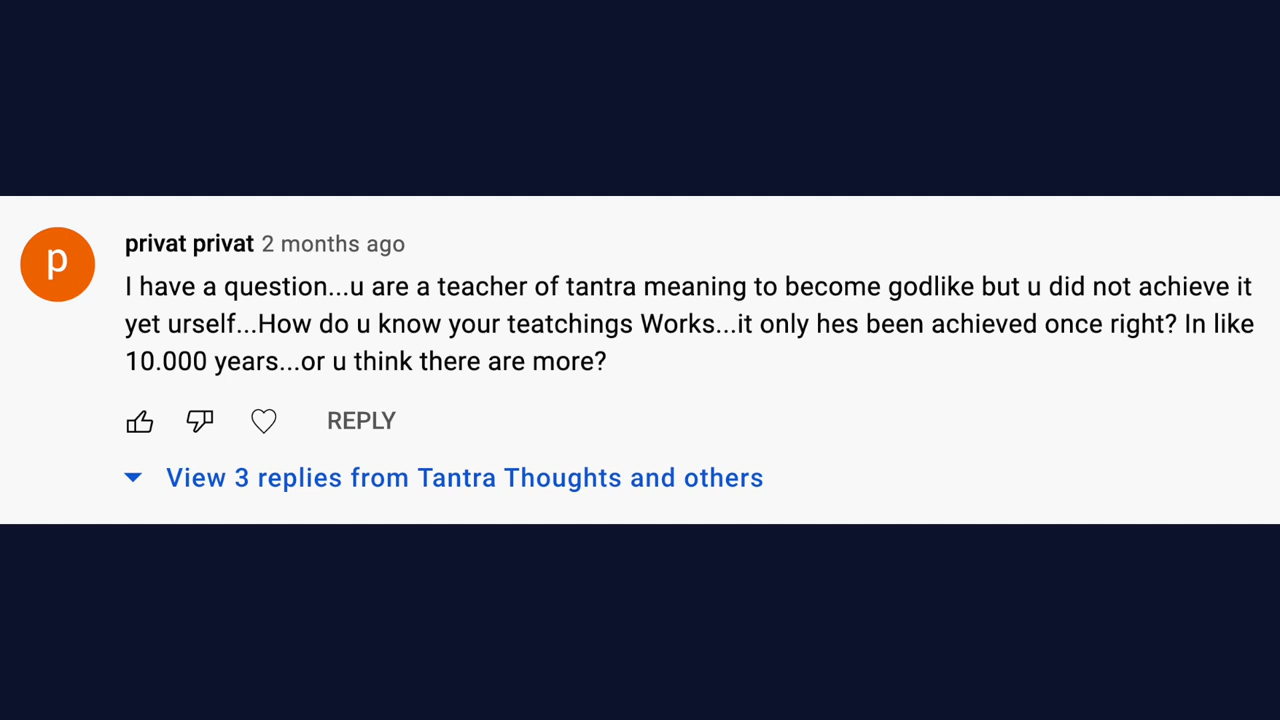 p
privat privat 2 months ago
I have a question...u are a teacher of tantra meaning to become godlike but u did not achieve it
yet urself...How do u know your teatchings Works...it only hes been achieved once right? In like
10.000 years...or u think there are more?
REPLY
View 3 replies from Tantra Thoughts and others